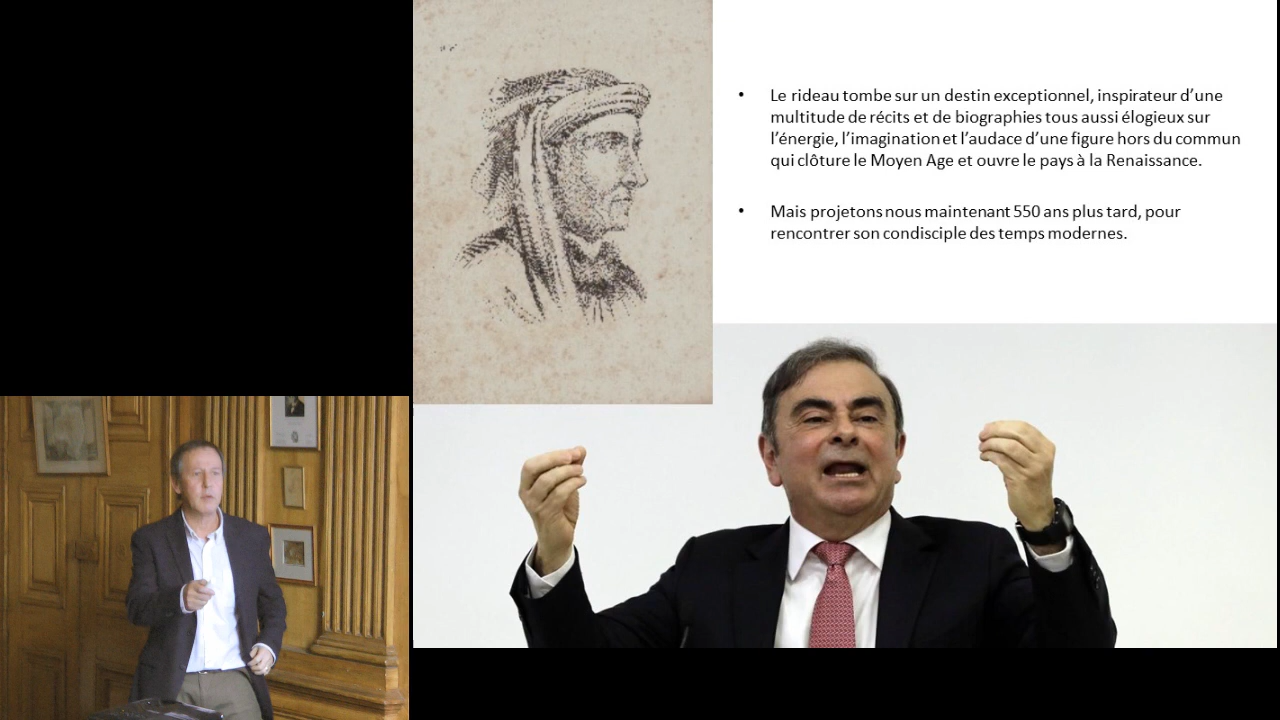 Le rideau tombe sur un destin exceptionnel, inspirateur d’une
multitude de récits et de biographies tous aussi élogieux sur
l’énergie, l’imagination et l’audace d’une figure hors du commun
qui clôture le Moyen Age et ouvre le pays à la Renaissance.
Mais projetons nous maintenant 550 ans plus tard, pour
rencontrer son condisciple des temps modernes.